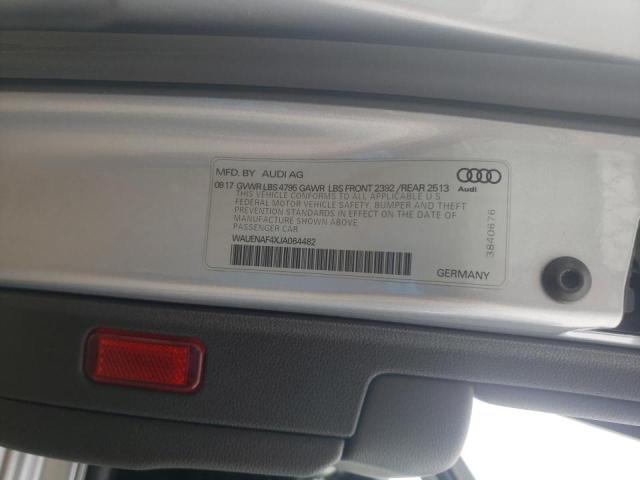 MFD. BY AUDI AG
09 17 GVWR LBS 4795 GAWR LBS FRONT 2392 / REAR 2513
THIS VEHICLE CONFORMS TO ALL APPLICABLE U.S.
FEDERAL MOTOR VEHICLE SAFETY, BUMPER AND THEFT
PREVENTION STANDARDS IN EFFECT ON THE DATE OF
MANUFACTURE SHOWN ABOVE.
PASSENGER CAR
WAUENAF4XJA064482
GERMANY
Audi
3840876